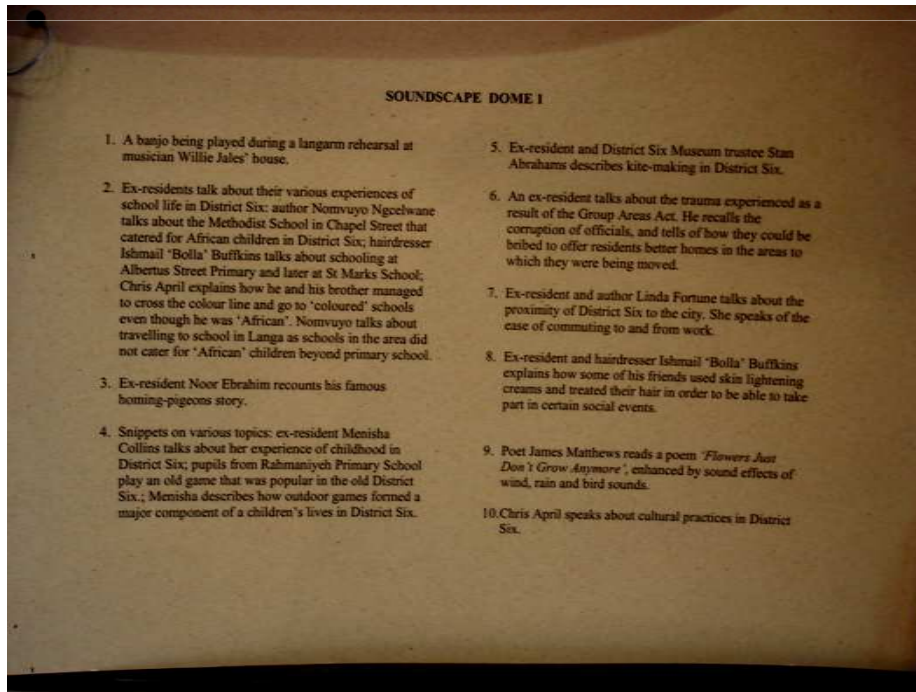 SOUNDSCAPE DOME 1
1. A banjo being played during a langarm rehearsal at
musician Willie Jales' house.
2. Ex-residents talk about their various experiences of
school life in District Six: author Nomvuyo Ngcelwane
talks about the Methodist School in Chapel Street that
catered for African children in District Six; hairdresser
Ishmail 'Bolla' Buffkins talks about schooling at
Albertus Street Primary and later at St Marks School;
Chris April explains how he and his brother managed
to cross the colour line and go to 'coloured' schools
even though he was 'African'. Nomvuyo talks about
travelling to school in Langa as schools in the area did
not cater for 'African' children beyond primary school.
3. Ex-resident Noor Ebrahim recounts his famous
homing-pigeons story.
4. Snippets on various topics: ex-resident Menisha
Collins talks about her experience of childhood in
District Six; pupils from Rahmaniyeh Primary School
play an old game that was popular in the old District
Six.; Menisha describes how outdoor games formed a
major component of a children's lives in District Six.
5. Ex-resident and District Six Museum trustee Stan
Abrahams describes kite-making in District Six.
6. An ex-resident talks about the trauma experienced as a
result of the Group Areas Act. He recalls the
corruption of officials, and tells of how they could be
bribed to offer residents better homes in the areas to
which they were being moved.
7. Ex-resident and author Linda Fortune talks about the
proximity of District Six to the city. She speaks of the
ease of commuting to and from work.
8. Ex-resident and hairdresser Ishmail 'Bolla' Buffkins
explains how some of his friends used skin lightening
creams and treated their hair in order to be able to take
part in certain social events.
9. Poet James Matthews reads a poem 'Flowers Just
Don't Grow Anymore', enhanced by sound effects of
wind, rain and bird sounds.
10.Chris April speaks about cultural practices in District
Six.